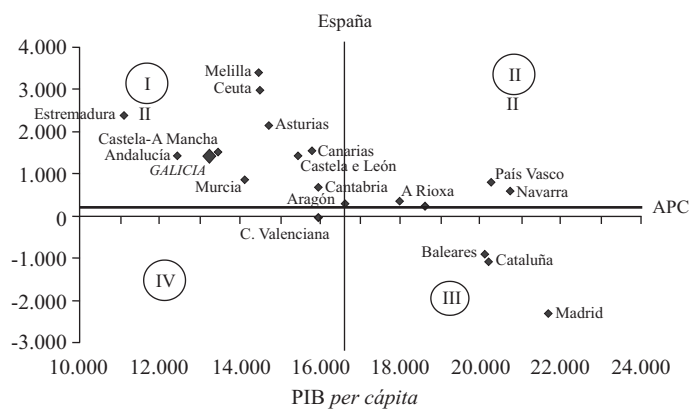 España
4.000
3.000
2.000
1.000
0
-1.000
-2.000
-3.000
I
II
II
II
Melilla
Ceuta
Estremadura
Asturias
Castela-A Mancha
Canarias
Andalucía
Castela e León
GALICIA
Murcia
Cantabria
País Vasco
A Rioxa
Navarra
Aragón
APC
C. Valenciana
Baleares
Cataluña
IV
III
Madrid
10.000
12.000
14.000
16.000
18.000
20.000
22.000
24.000
PIB per cápita